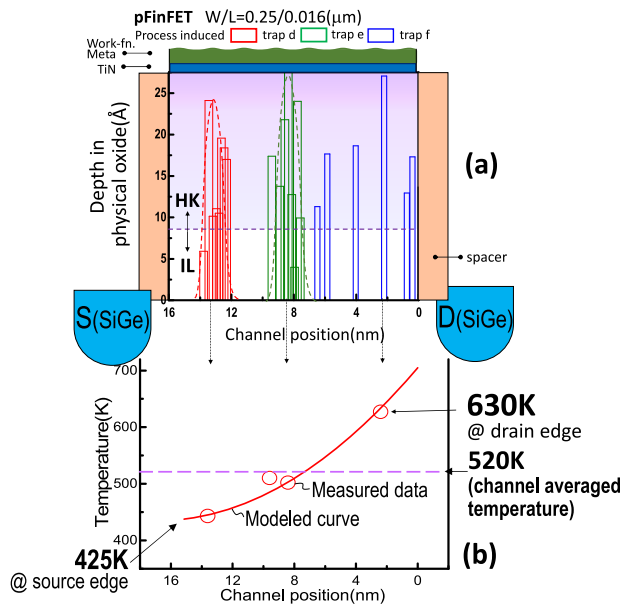 pFinFET W/L=0.25/0.016(μm)
Process induced trap d trap e trap f
Work-fn.
Meta
TiN
Depth in
physical oxide(Å)
25
20
15
10
5
0
HK
IL
(a)
spacer
S(SiGe)
D(SiGe)
16 12 8 4 0
Channel position(nm)
Temperature(K)
700
600
500
400
630K
@ drain edge
520K
(channel averaged
temperature)
Measured data
Modeled curve
425K
@ source edge
(b)
16 12 8 4 0
Channel position(nm)